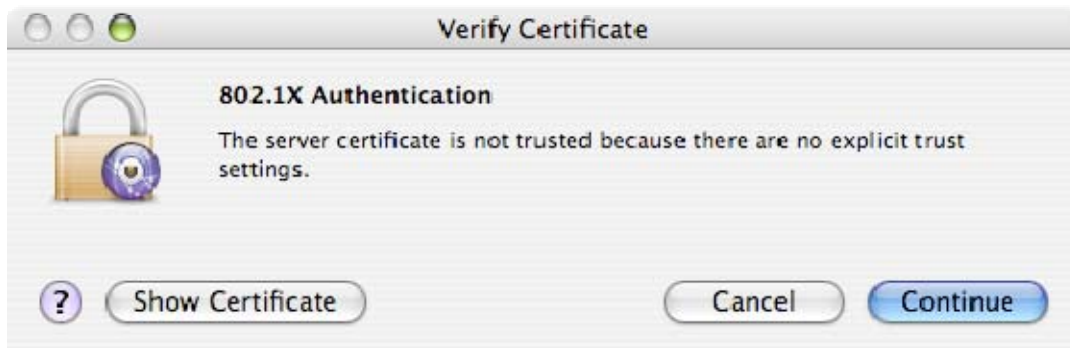 Verify Certificate
802.1X Authentication
The server certificate is not trusted because there are no explicit trust
settings.
? Show Certificate Cancel Continue